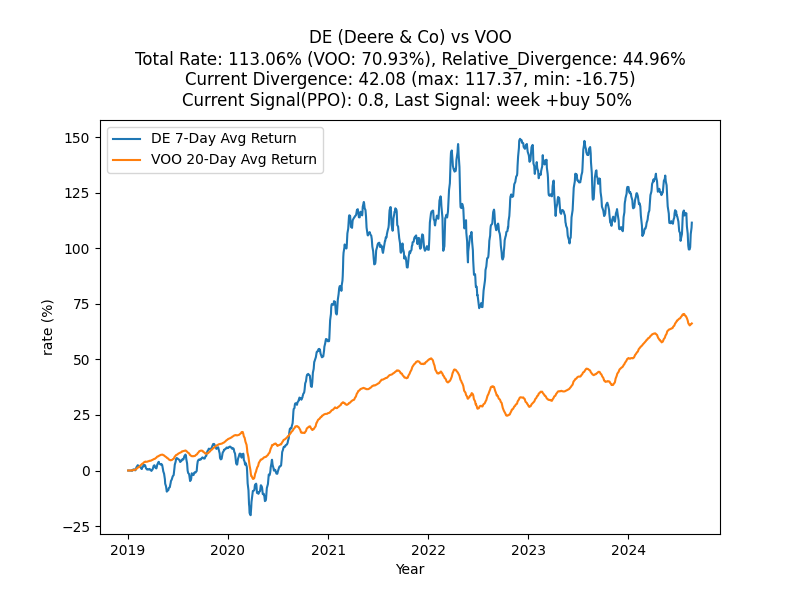 DE (Deere & Co) vs VOO
Total Rate: 113.06% (VOO: 70.93%), Relative_Divergence: 44.96%
Current Divergence: 42.08 (max: 117.37, min: -16.75)
Current Signal(PPO): 0.8, Last Signal: week +buy 50%
DE 7-Day Avg Return
VOO 20-Day Avg Return
150
125
100
75
50
25
0
−25
rate (%)
2019 2020 2021 2022 2023 2024
Year